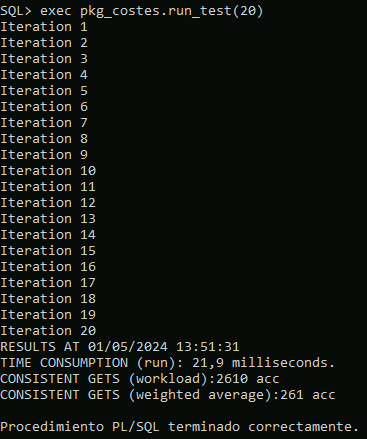 SQL> exec pkg_costes.run_test(20)
Iteration 1
Iteration 2
Iteration 3
Iteration 4
Iteration 5
Iteration 6
Iteration 7
Iteration 8
Iteration 9
Iteration 10
Iteration 11
Iteration 12
Iteration 13
Iteration 14
Iteration 15
Iteration 16
Iteration 17
Iteration 18
Iteration 19
Iteration 20
RESULTS AT 01/05/2024 13:51:31
TIME CONSUMPTION (run): 21,9 milliseconds.
CONSISTENT GETS (workload):2610 acc
CONSISTENT GETS (weighted average):261 acc
Procedimiento PL/SQL terminado correctamente.